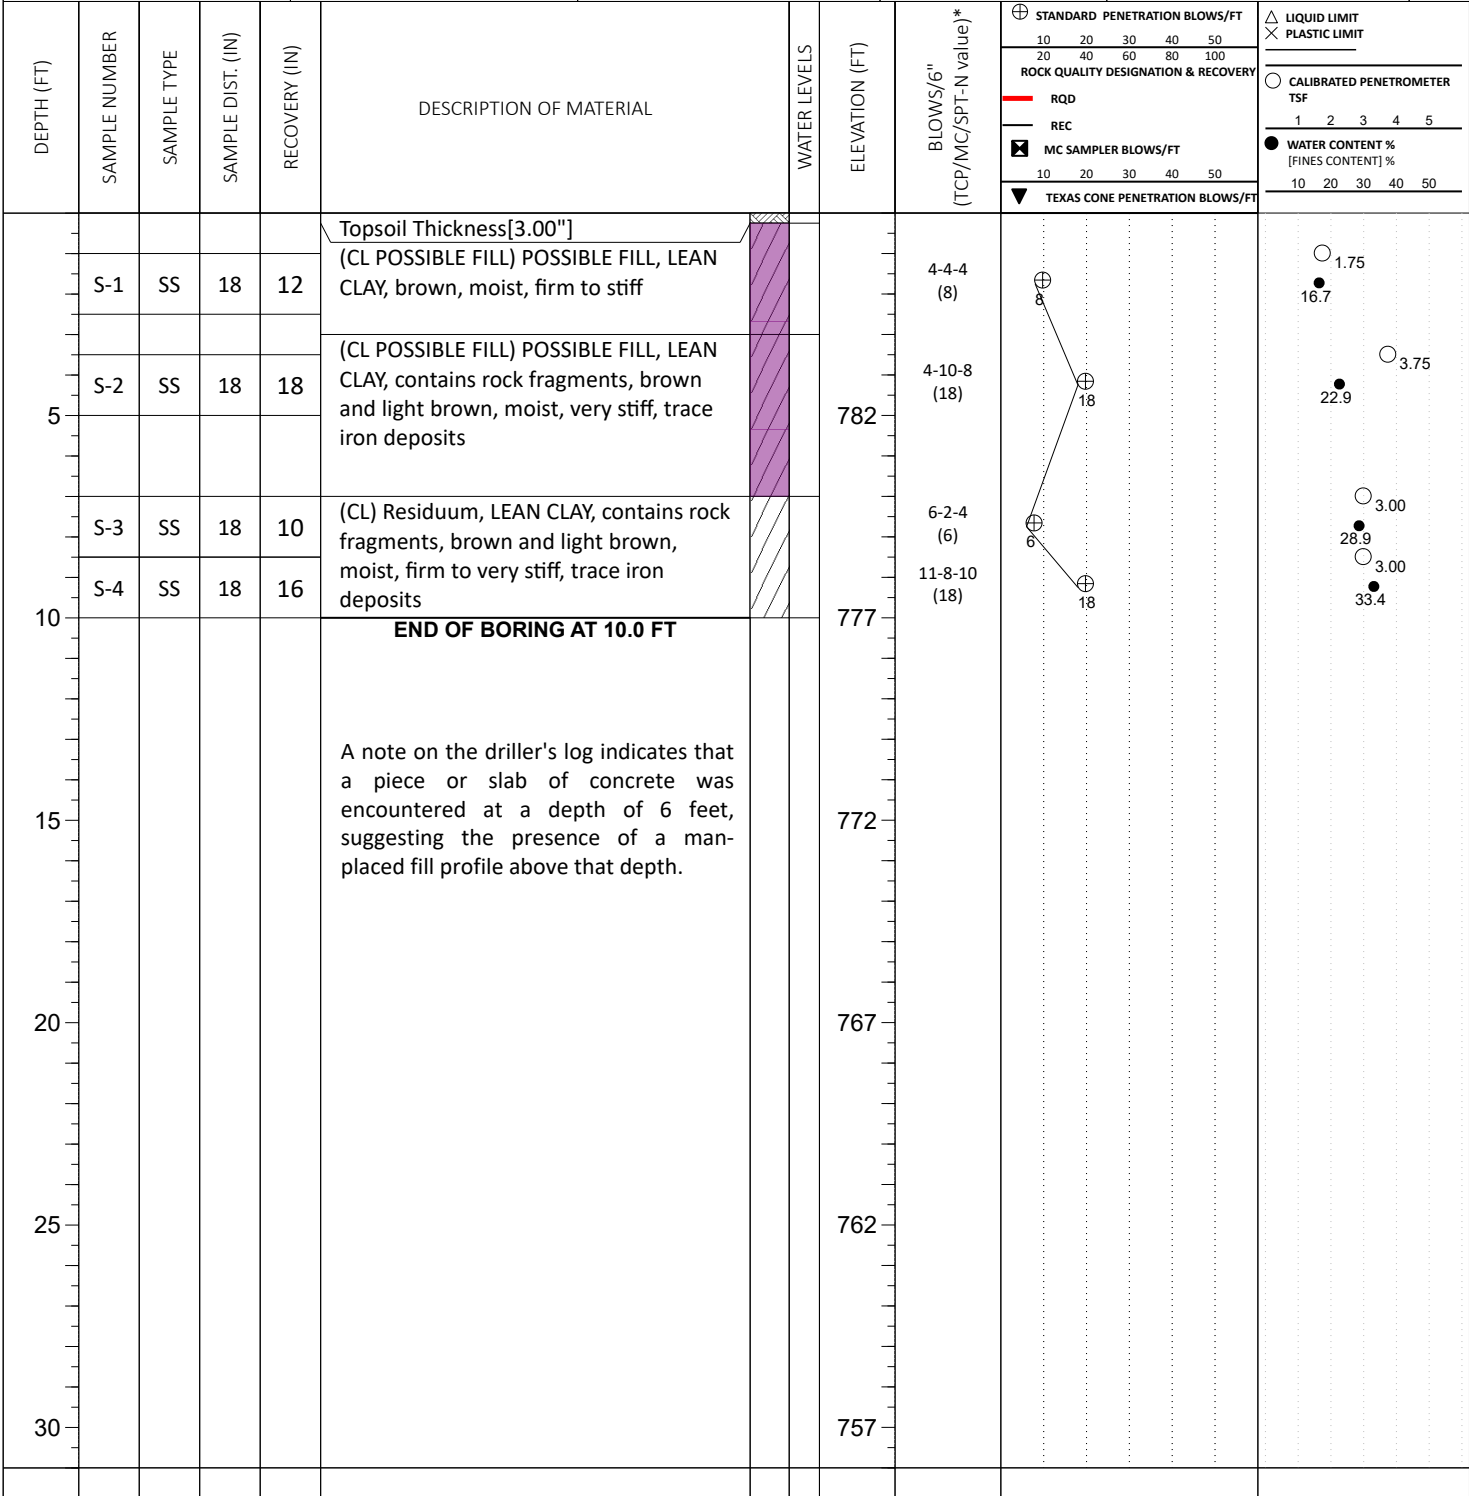 DEPTH (FT)
SAMPLE NUMBER
SAMPLE TYPE
SAMPLE DIST. (IN)
RECOVERY (IN)
DESCRIPTION OF MATERIAL
WATER LEVELS
ELEVATION (FT)
BLOWS/6"
(TCP/MC/SPT-N value)*
STANDARD PENETRATION BLOWS/FT
10 20 30 40 50
20 40 60 80 100
ROCK QUALITY DESIGNATION & RECOVERY
RQD
REC
MC SAMPLER BLOWS/FT
10 20 30 40 50
TEXAS CONE PENETRATION BLOWS/FT
LIQUID LIMIT
PLASTIC LIMIT
CALIBRATED PENETROMETER
TSF
1 2 3 4 5
WATER CONTENT %
[FINES CONTENT] %
10 20 30 40 50
Topsoil Thickness[3.00"]
S-1 SS 18 12
(CL POSSIBLE FILL) POSSIBLE FILL, LEAN
CLAY, brown, moist, firm to stiff
4-4-4
(8)
8
1.75
16.7
S-2 SS 18 18
(CL POSSIBLE FILL) POSSIBLE FILL, LEAN
CLAY, contains rock fragments, brown
and light brown, moist, very stiff, trace
iron deposits
4-10-8
(18)
18
3.75
22.9
5
782
S-3 SS 18 10
(CL) Residuum, LEAN CLAY, contains rock
fragments, brown and light brown,
moist, firm to very stiff, trace iron
deposits
6-2-4
(6)
6
3.00
28.9
S-4 SS 18 16
11-8-10
(18)
18
3.00
33.4
10
777
END OF BORING AT 10.0 FT
A note on the driller's log indicates that
a piece or slab of concrete was
encountered at a depth of 6 feet,
suggesting the presence of a man-
placed fill profile above that depth.
15
772
20
767
25
762
30
757